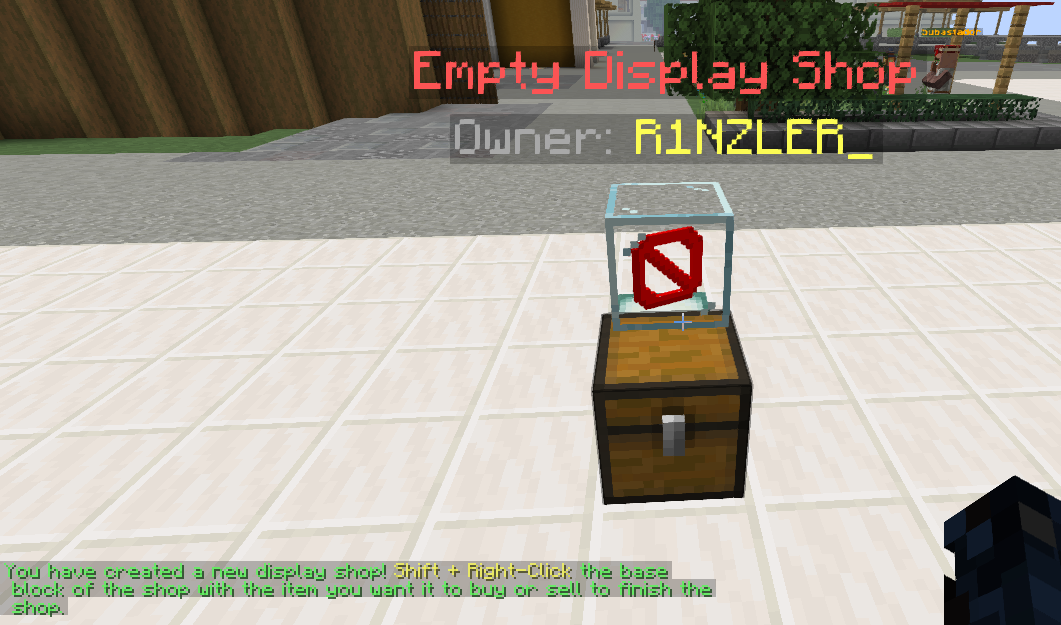 Subastador
Empty Display Shop
Owner: R1NZLER_
You have created a new display shop! Shift + Right-Click the base
block of the shop with the item you want it to buy or sell to finish the
shop.